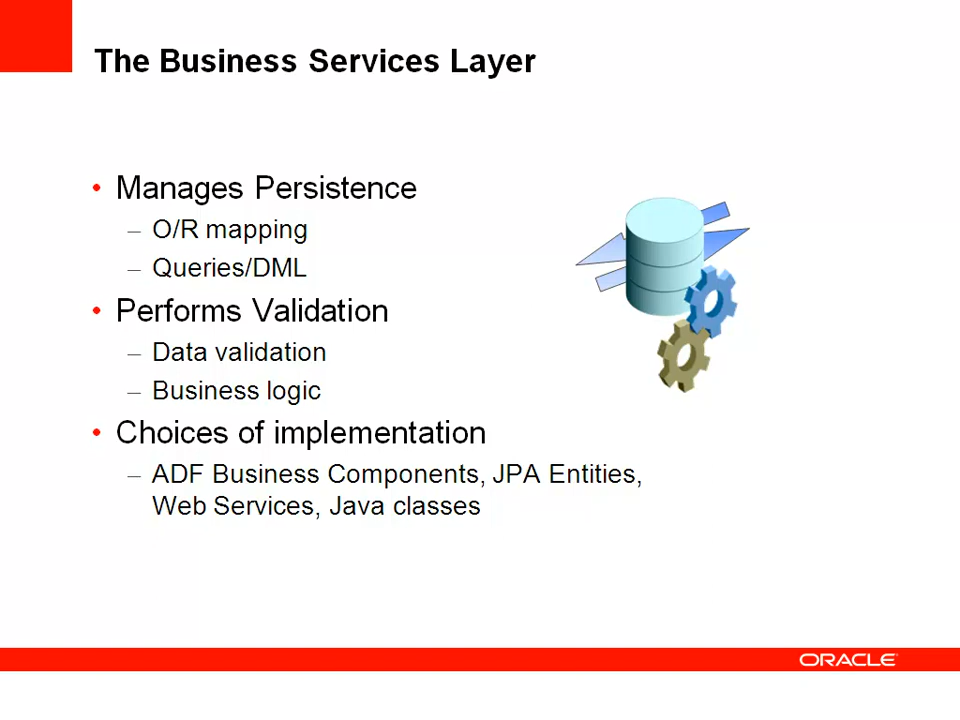 The Business Services Layer
• Manages Persistence
– O/R mapping
– Queries/DML
• Performs Validation
– Data validation
– Business logic
• Choices of implementation
– ADF Business Components, JPA Entities,
Web Services, Java classes
ORACLE